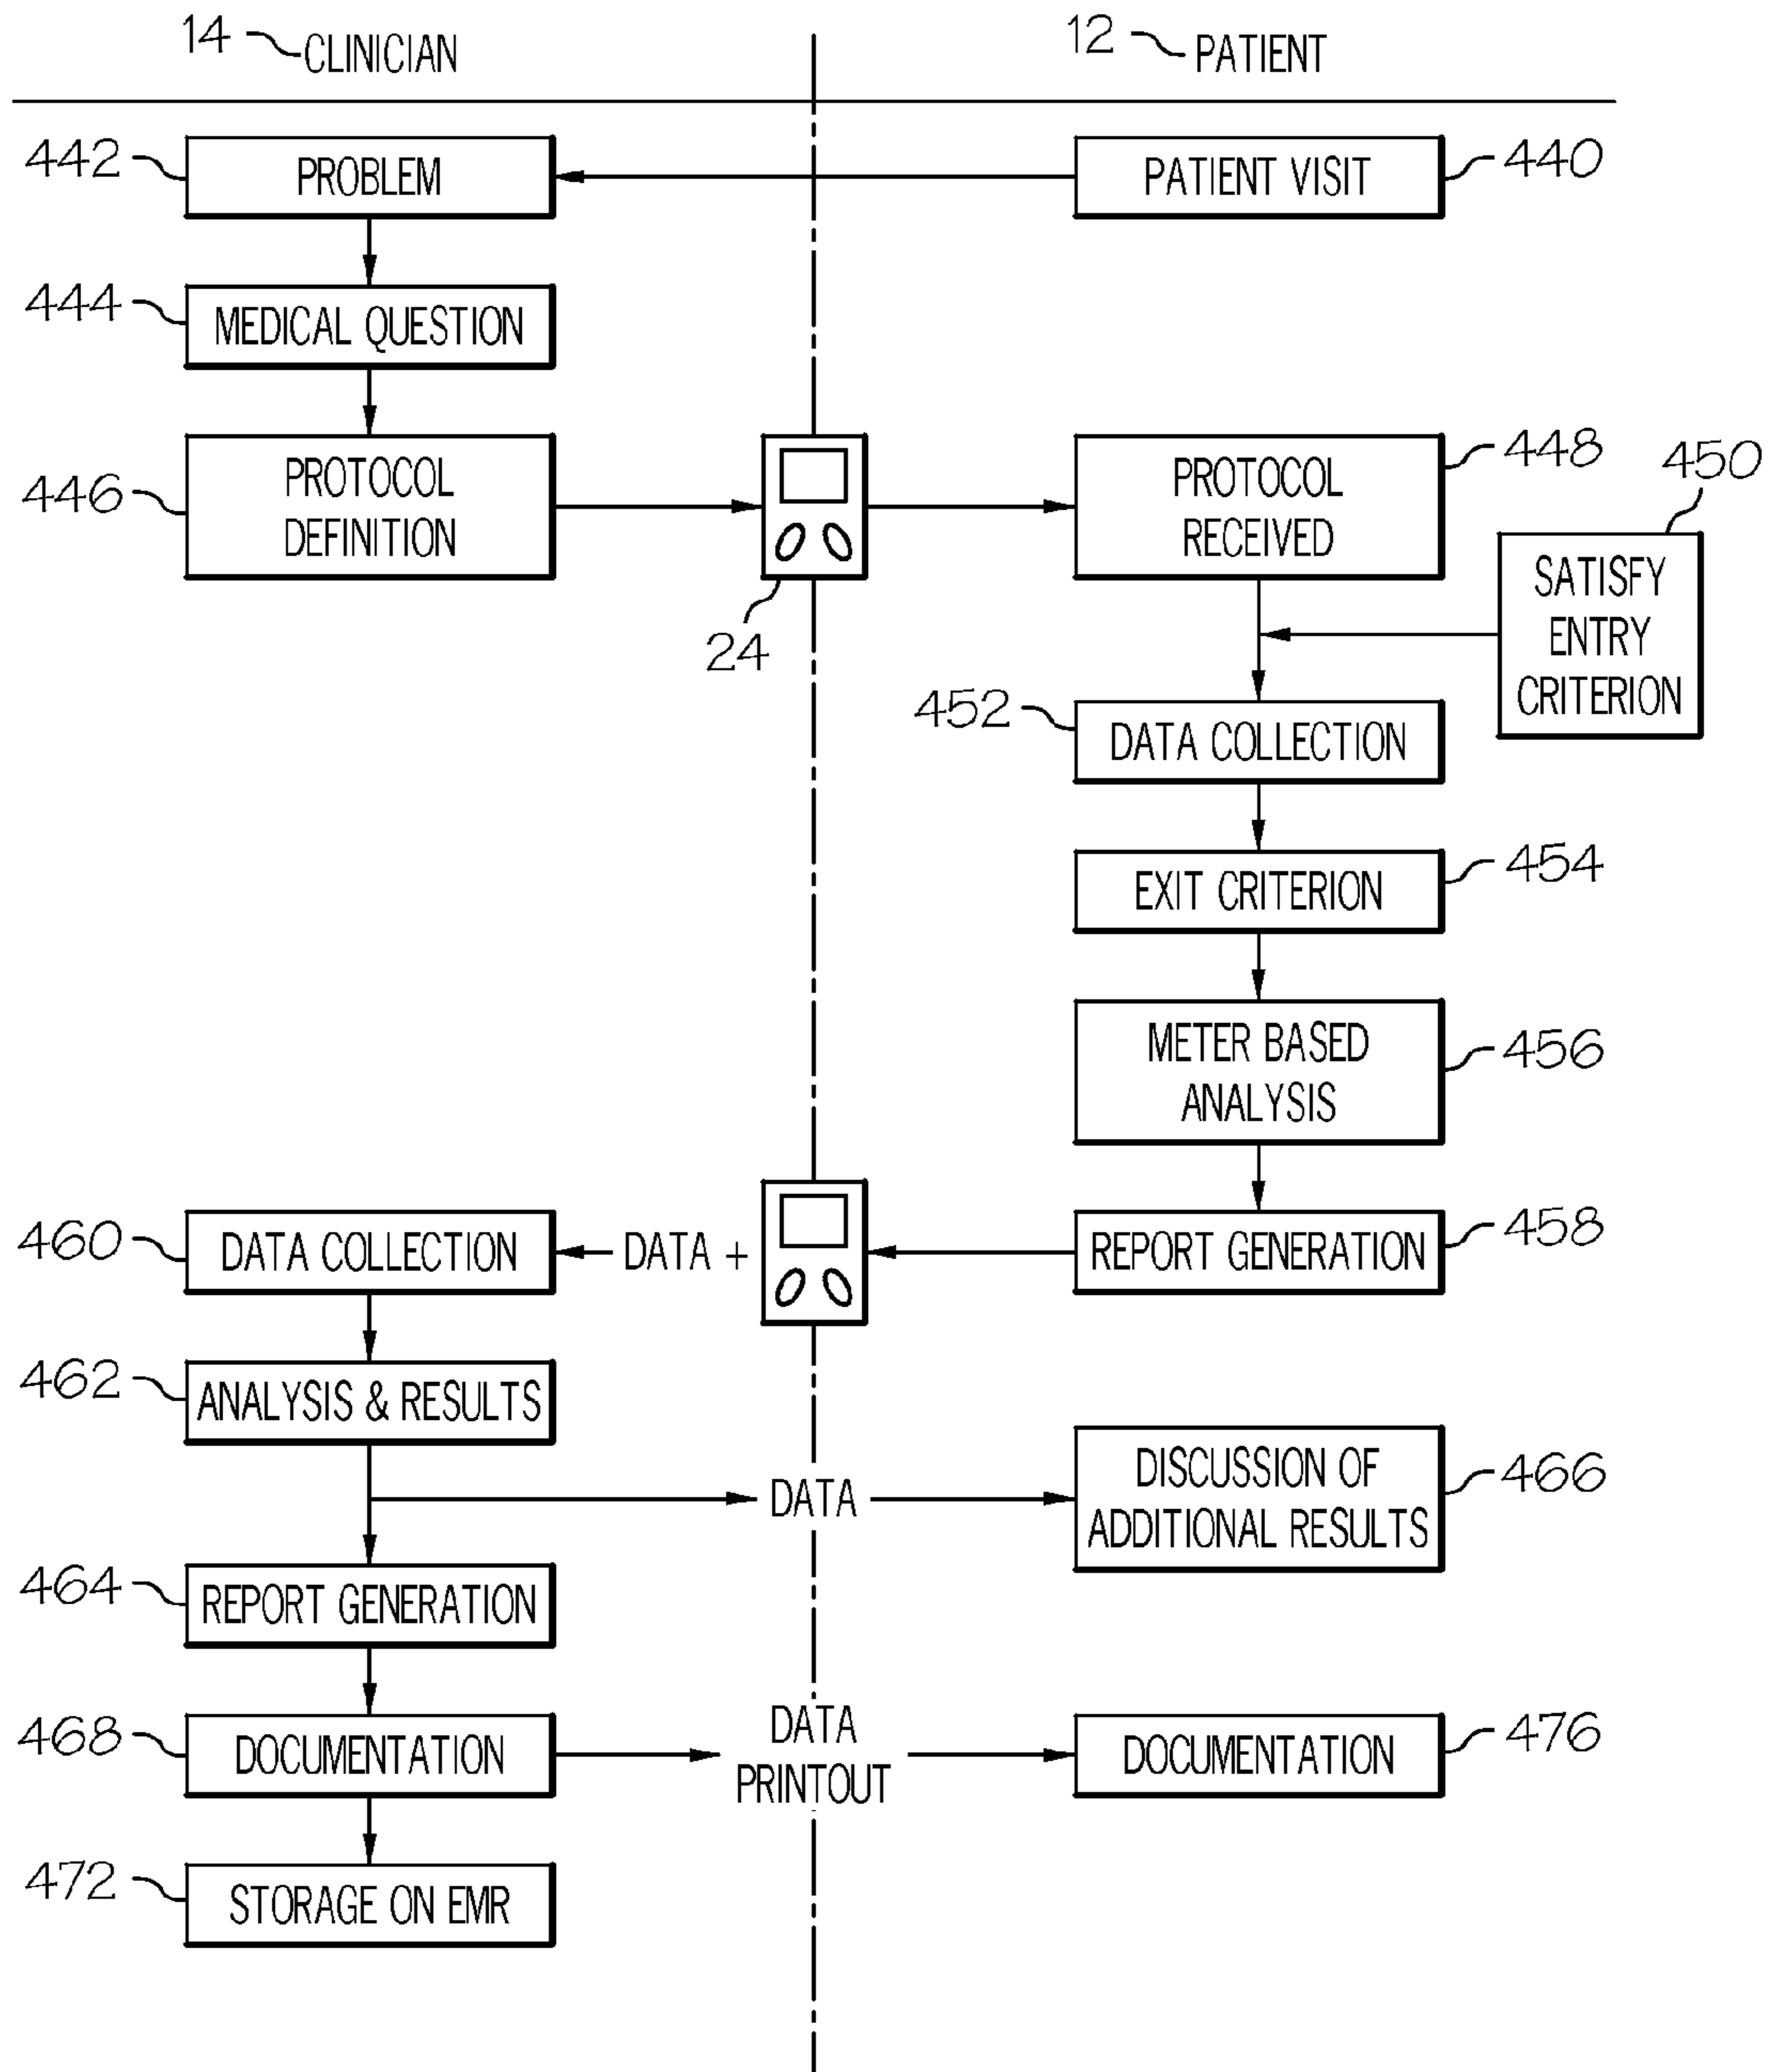 14 CLINICIAN
12 PATIENT
442 PROBLEM
PATIENT VISIT 440
444 MEDICAL QUESTION
446 PROTOCOL
DEFINITION
24
PROTOCOL
RECEIVED
448
450
SATISFY
ENTRY
CRITERION
452 DATA COLLECTION
EXIT CRITERION 454
METER BASED
ANALYSIS
456
460 DATA COLLECTION
DATA +
REPORT GENERATION 458
462 ANALYSIS & RESULTS
DATA
DISCUSSION OF
ADDITIONAL RESULTS
466
464 REPORT GENERATION
468 DOCUMENTATION
DATA
PRINTOUT
DOCUMENTATION 476
472 STORAGE ON EMR